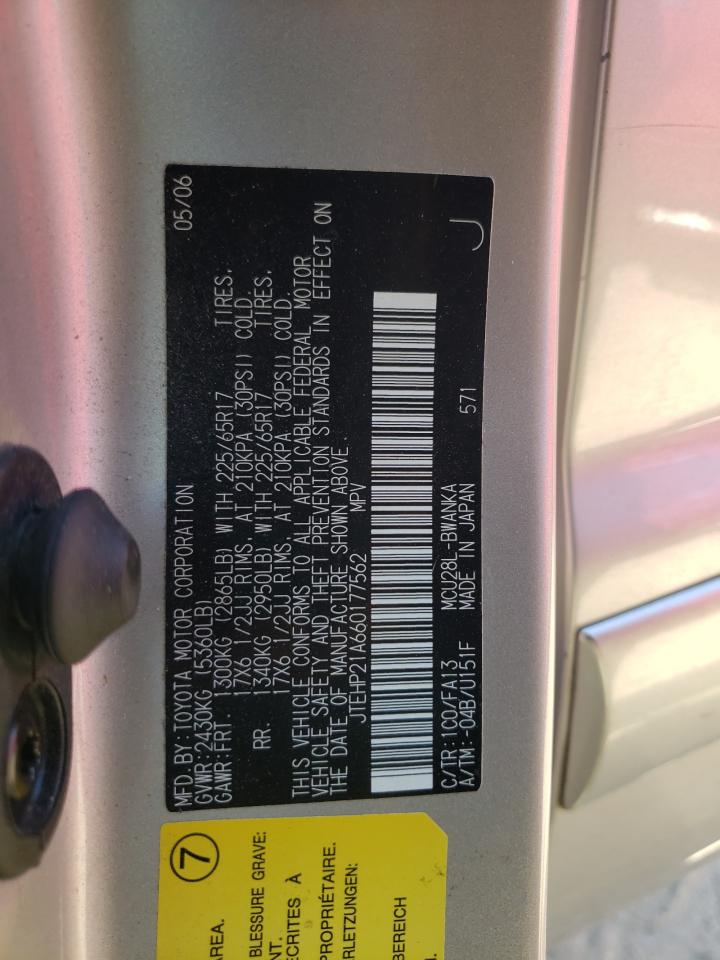 MFD.BY:TOYOTA MOTOR CORPORATION 05/06
GVWR:2430KG (5360LB)
GAWR:FRT. 1300KG (2865LB) WITH 225/65R17 TIRES,
17X6 1/2JJ RIMS, AT 210KPA (30PSI) COLD.
RR. 1340KG (2950LB) WITH 225/65R17 TIRES,
17X6 1/2JJ RIMS, AT 210KPA (30PSI) COLD.
THIS VEHICLE CONFORMS TO ALL APPLICABLE FEDERAL MOTOR
VEHICLE SAFETY AND THEFT PREVENTION STANDARDS IN EFFECT ON
THE DATE OF MANUFACTURE SHOWN ABOVE.
JTEHP21A660177562 MPV
C/TR:1C0/FA13 MCU28L-BWANKA
A/TM:-04B/U151F MADE IN JAPAN 571 J
7
AREA.
BLESSURE GRAVE:
NT.
ECRITES À
PROPRIÉTAIRE.
ERLETZUNGEN:
BEREICH